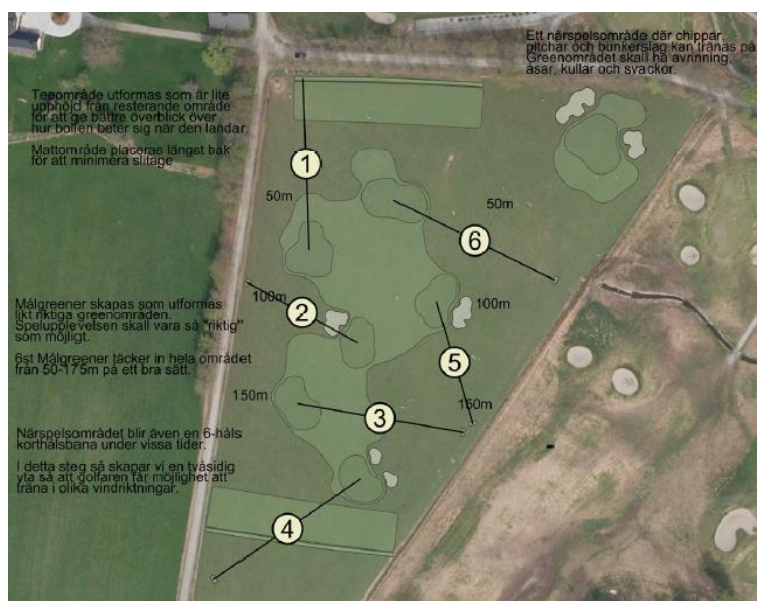 Ett närspelsområde där chippar,
pitchar och bunkerslag kan tränas på
Greenområdet skall ha avrinning,
åsar, kullar och svackor.
Teeområde utformas som är lite
upphöjd från resterande område
för att ge bättre överblick över
hur bollen beter sig när den landar.
Mattområde placeras längst bak
för att minimera slitage
1
50m
50m
6
Målgreener skapas som utformas
likt riktiga greenområden.
Spelupplevelsen skall vara så "riktig"
som möjligt.
6st Målgreener täcker in hela området
från 50-175m på ett bra sätt.
100m
2
100m
5
150m
3
150m
Närspelsområdet blir även en 6-håls
korthålsbana under vissa tider.
I detta steg så skapar vi en tvåsidig
yta så att golfaren får möjlighet att
träna i olika vindriktningar.
4